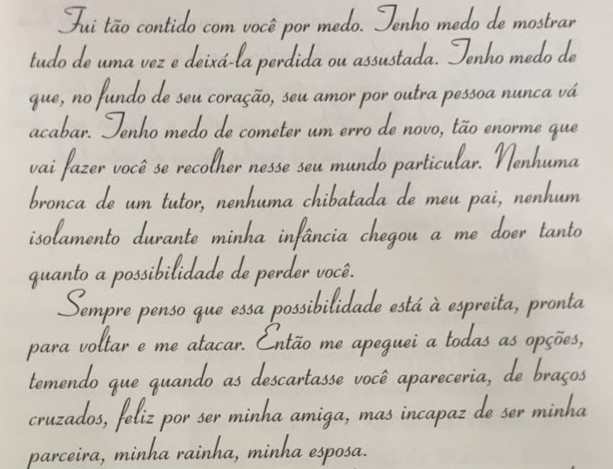 Fui tão contido com você por medo. Tenho medo de mostrar
tudo de uma vez e deixá-la perdida ou assustada. Tenho medo de
que, no fundo de seu coração, seu amor por outra pessoa nunca vá
acabar. Tenho medo de cometer um erro de novo, tão enorme que
vai fazer você se recolher nesse seu mundo particular. Nenhuma
bronca de um tutor, nenhuma chibatada de meu pai, nenhum
isolamento durante minha infância chegou a me doer tanto
quanto a possibilidade de perder você.
Sempre penso que essa possibilidade está à espreita, pronta
para voltar e me atacar. Então me apeguei a todas as opções,
temendo que quando as descartasse você apareceria, de braços
cruzados, feliz por ser minha amiga, mas incapaz de ser minha
parceira, minha rainha, minha esposa.